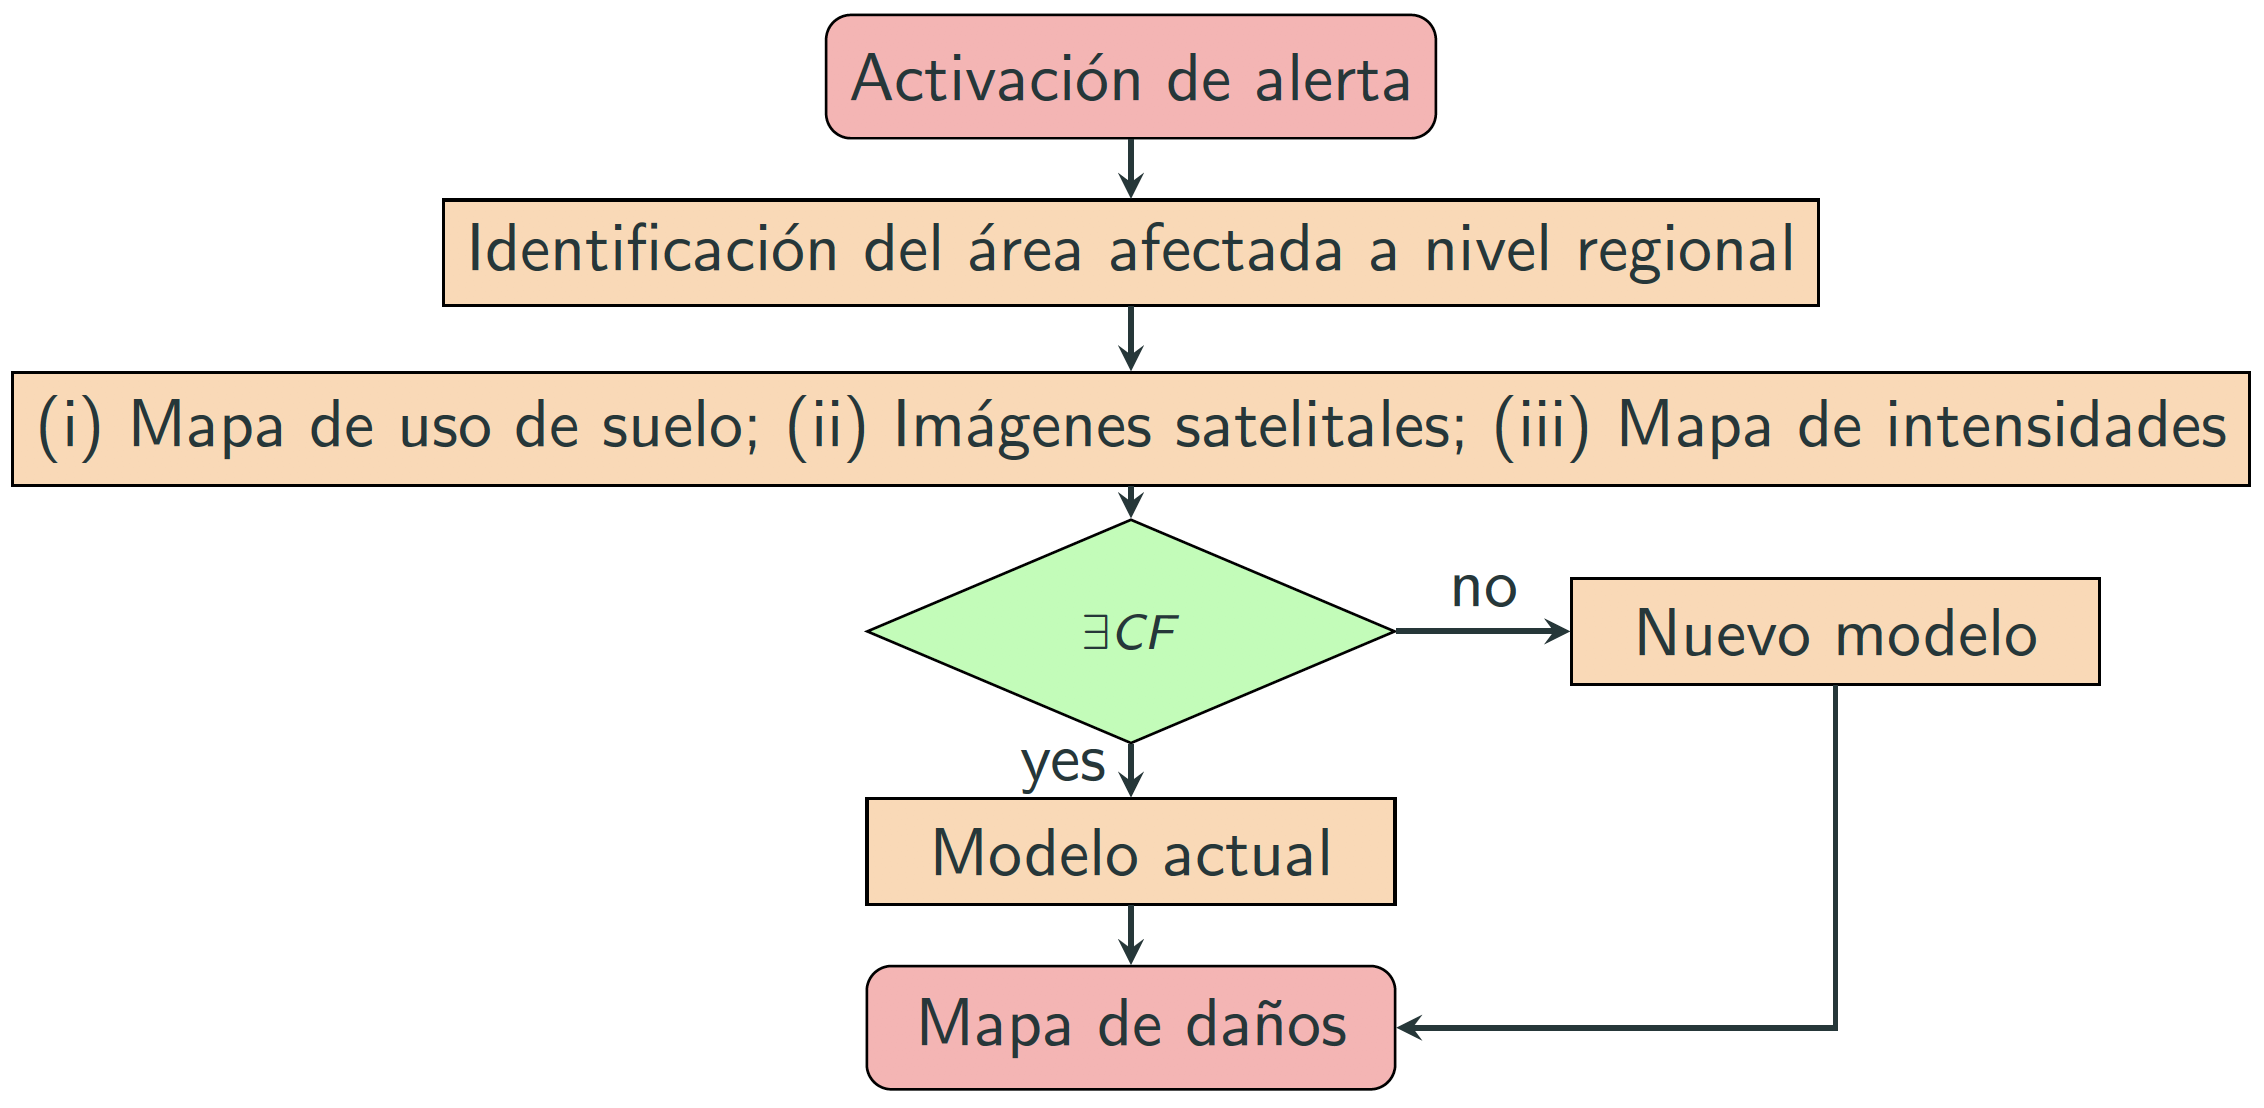 Activación de alerta
Identificación del área afectada a nivel regional
(i) Mapa de uso de suelo; (ii) Imágenes satelitales; (iii) Mapa de intensidades
∃CF
no
Nuevo modelo
yes
Modelo actual
Mapa de daños